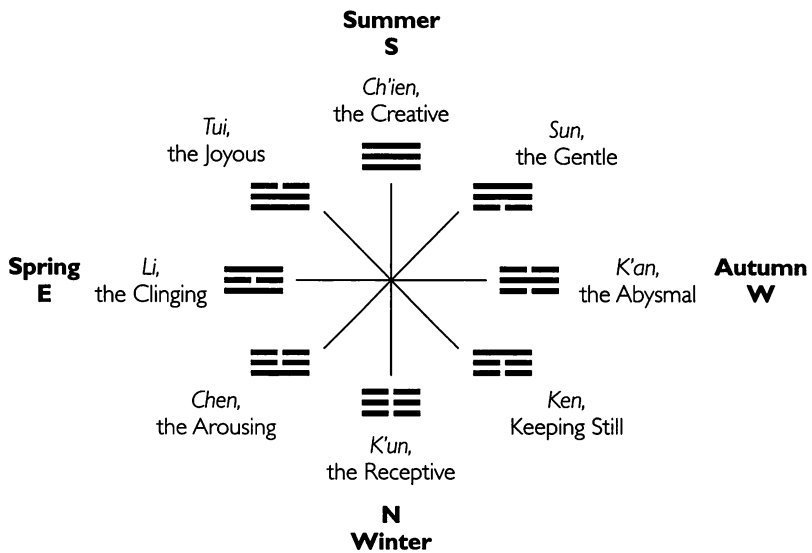 Summer
S
Ch'ien,
the Creative
Tui,
the Joyous
Sun,
the Gentle
Spring
E
Li,
the Clinging
K'an,
the Abysmal
Autumn
W
Chen,
the Arousing
K'un,
the Receptive
Ken,
Keeping Still
N
Winter